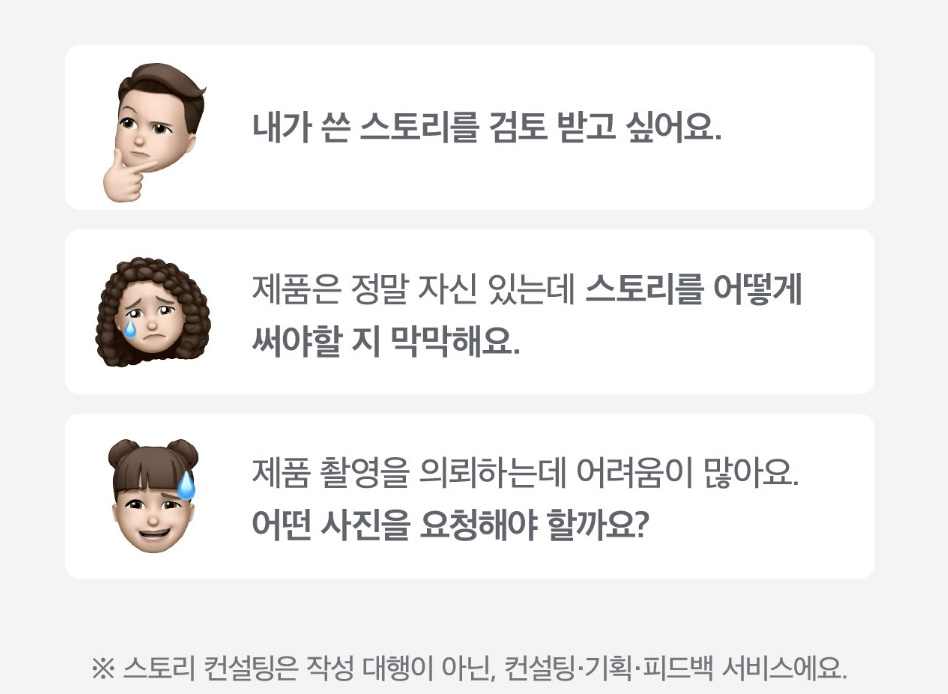 내가 쓴 스토리를 검토 받고 싶어요.
제품은 정말 자신 있는데 스토리를 어떻게
써야할 지 막막해요.
제품 촬영을 의뢰하는데 어려움이 많아요.
어떤 사진을 요청해야 할까요?
※ 스토리 컨설팅은 작성 대행이 아닌, 컨설팅·기획·피드백 서비스에요.